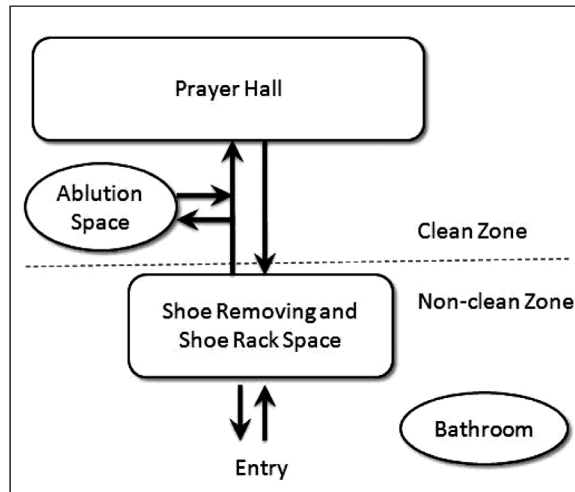 Prayer Hall
Ablution
Space
Clean Zone
Non-clean Zone
Shoe Removing and
Shoe Rack Space
Bathroom
Entry